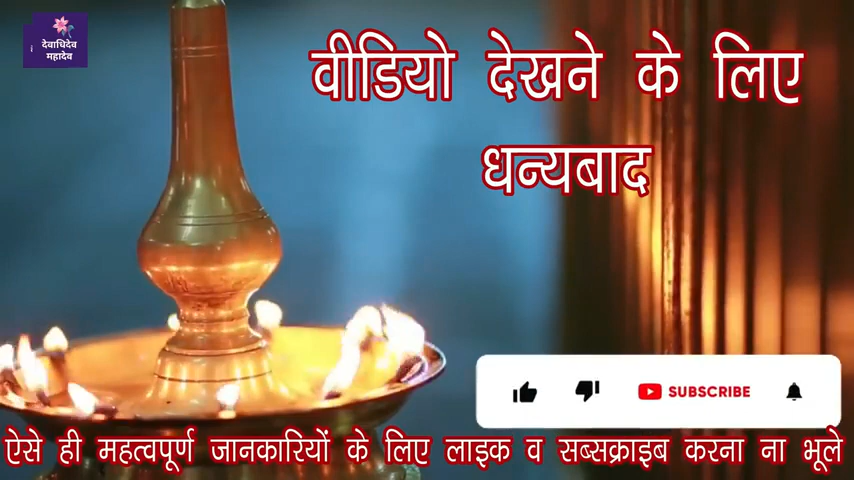 देवाधिदेव
महादेव
वीडियो देखने के लिए
धन्यबाद
SUBSCRIBE
ऐसे ही महत्वपूर्ण जानकारियों के लिए लाइक व सब्सक्राइब करना ना भूले